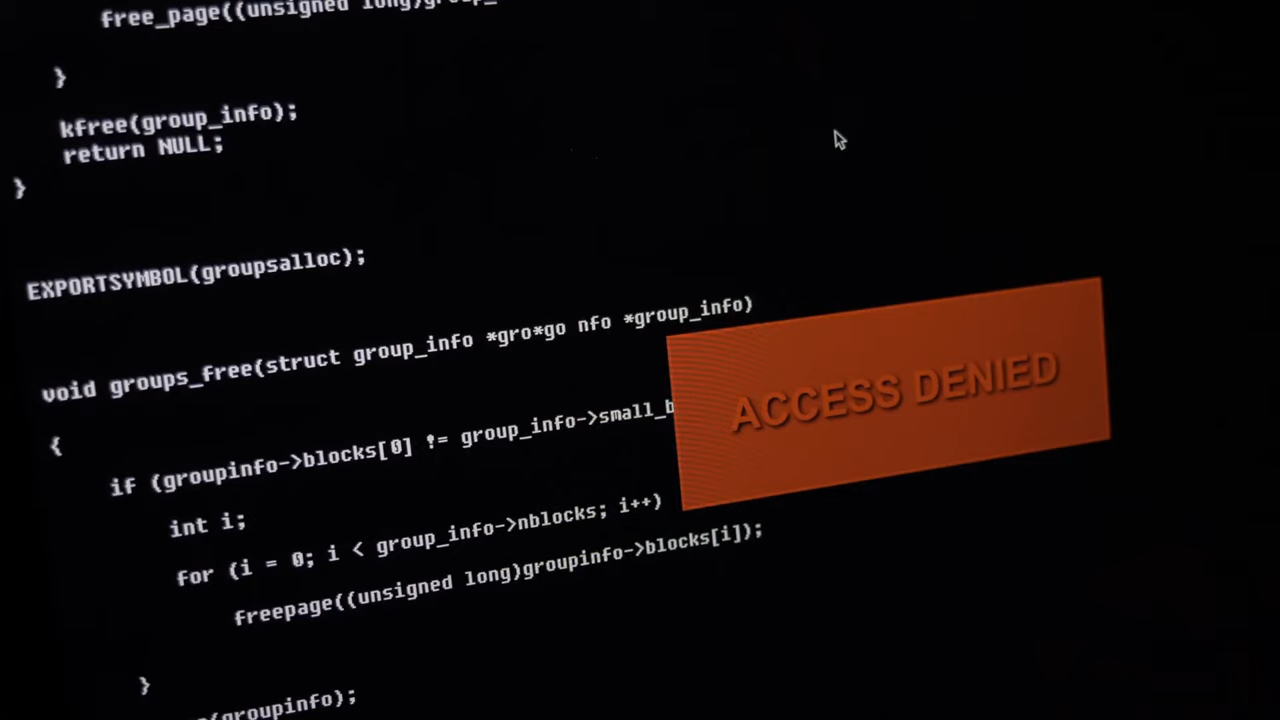 free_page((unsigned long)group_
}
kfree(group_info);
return NULL;
}
EXPORTSYMBOL(groupsalloc);
void groups_free(struct group_info *gro*go nfo *group_info)
{
if (groupinfo->blocks[0] != group_info->small_b
ACCESS DENIED
int i;
for (i = 0; i < group_info->nblocks; i++)
freepage((unsigned long)groupinfo->blocks[i]);
}
(groupinfo);